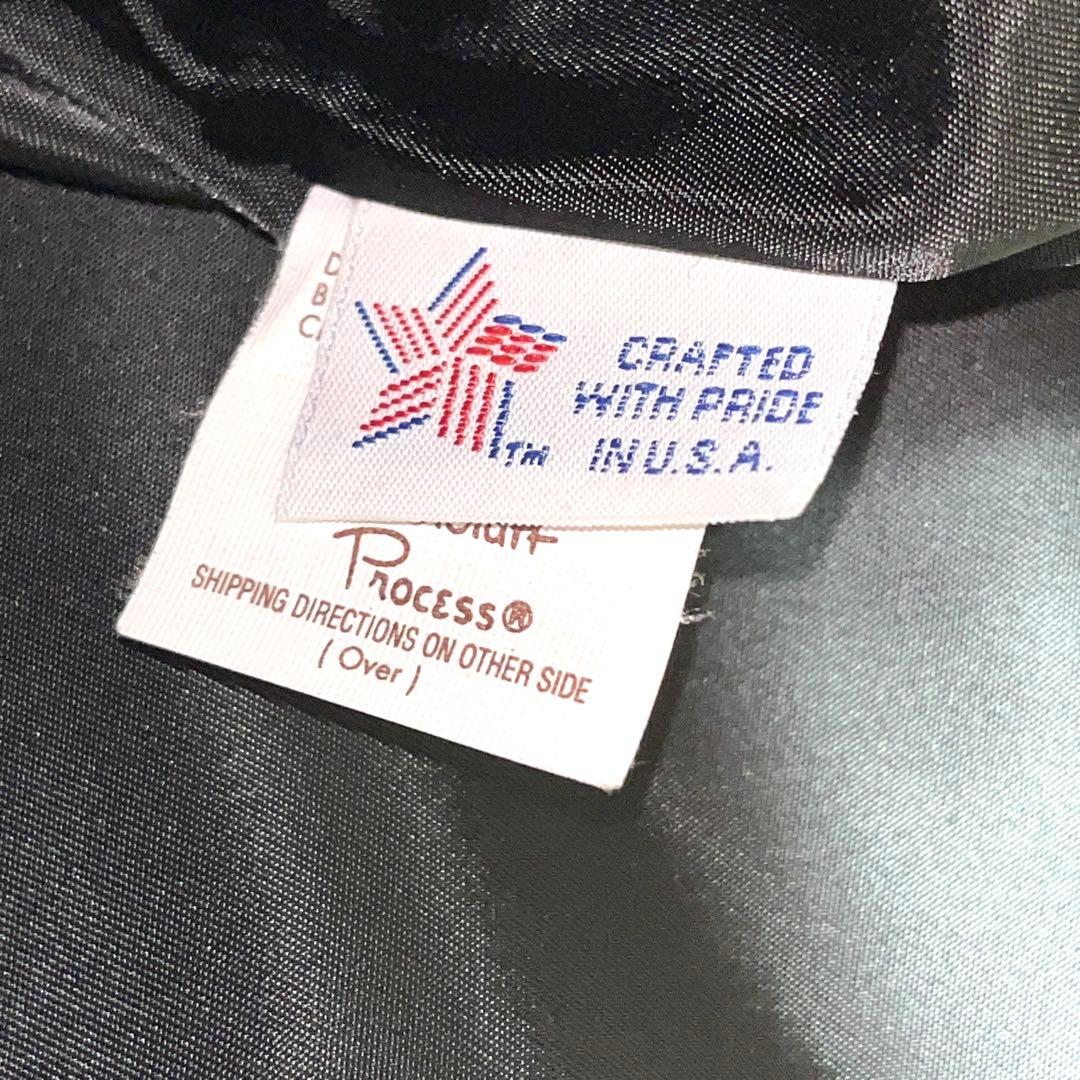 D
B
C
CRAFTED
WITH PRIDE
IN U.S.A.
TM
Process®
SHIPPING DIRECTIONS ON OTHER SIDE
( Over )